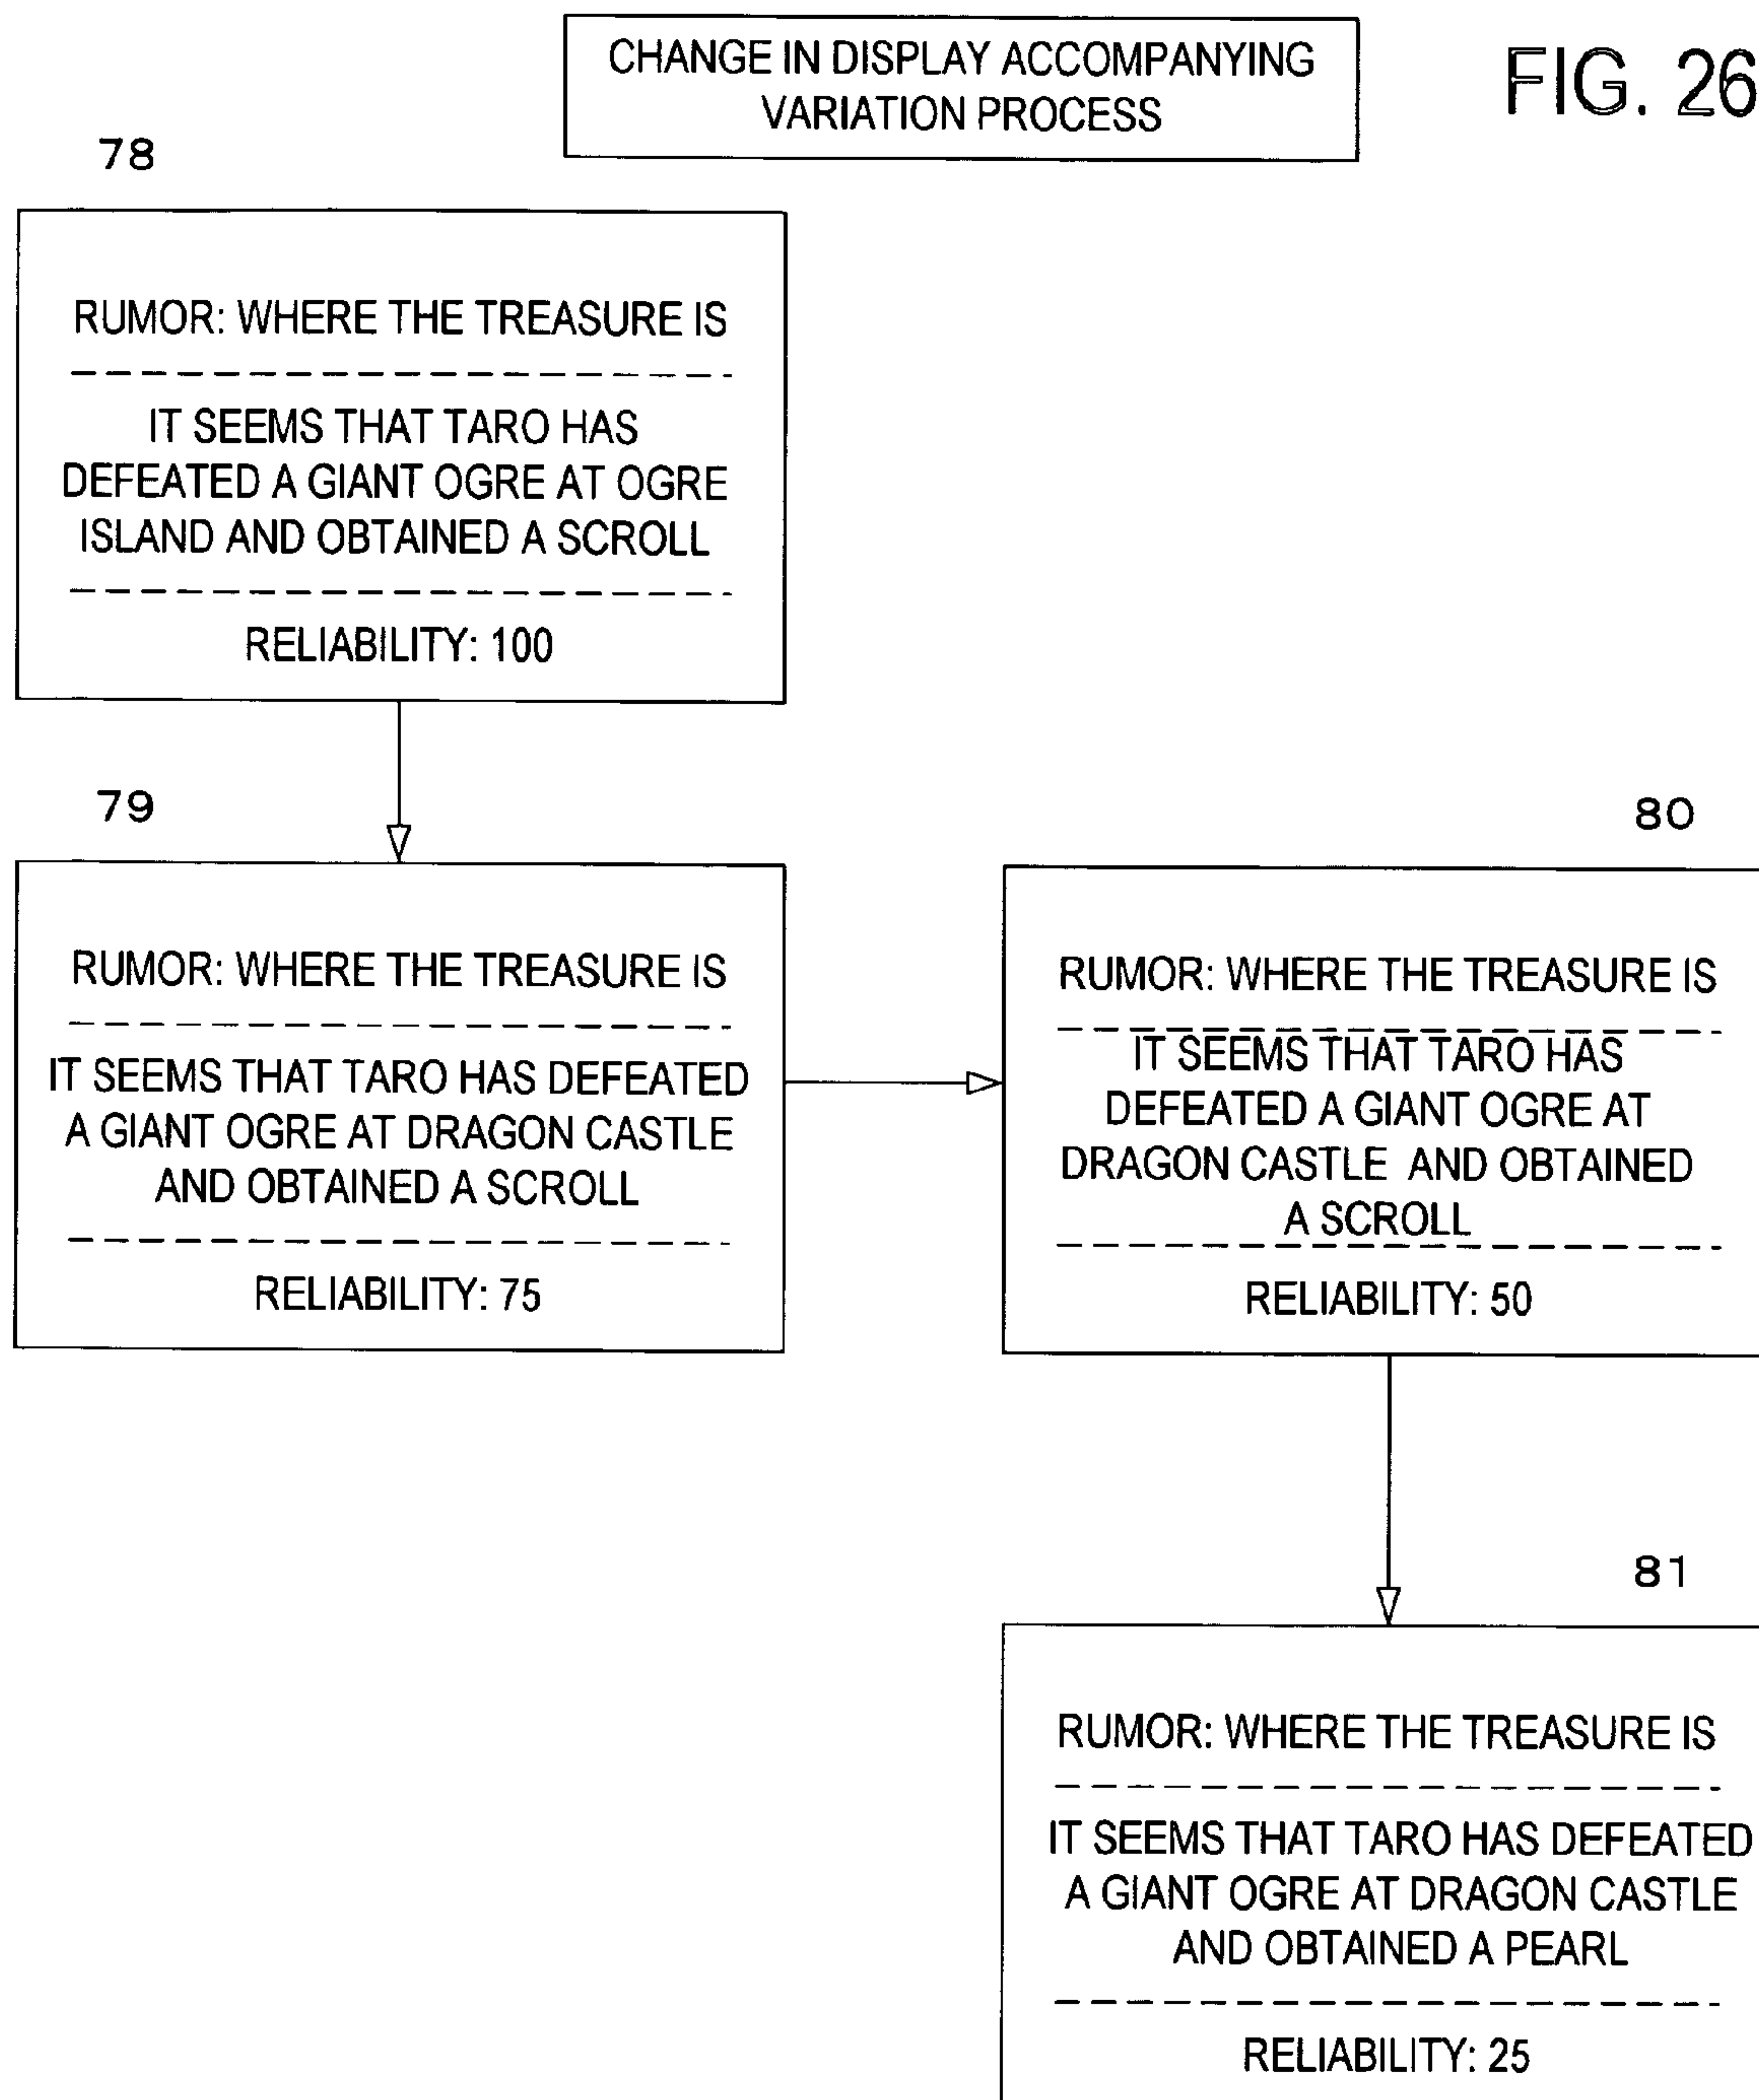 CHANGE IN DISPLAY ACCOMPANYING
VARIATION PROCESS
FIG. 26
78
RUMOR: WHERE THE TREASURE IS
IT SEEMS THAT TARO HAS
DEFEATED A GIANT OGRE AT OGRE
ISLAND AND OBTAINED A SCROLL
RELIABILITY: 100
79
RUMOR: WHERE THE TREASURE IS
IT SEEMS THAT TARO HAS DEFEATED
A GIANT OGRE AT DRAGON CASTLE
AND OBTAINED A SCROLL
RELIABILITY: 75
80
RUMOR: WHERE THE TREASURE IS
IT SEEMS THAT TARO HAS
DEFEATED A GIANT OGRE AT
DRAGON CASTLE AND OBTAINED
A SCROLL
RELIABILITY: 50
81
RUMOR: WHERE THE TREASURE IS
IT SEEMS THAT TARO HAS DEFEATED
A GIANT OGRE AT DRAGON CASTLE
AND OBTAINED A PEARL
RELIABILITY: 25